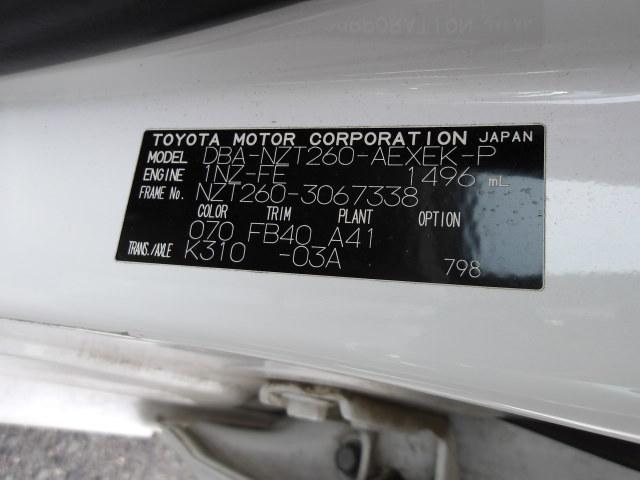 TOYOTA MOTOR CORPORATION JAPAN
MODEL DBA-NZT260-AEXEK-P
ENGINE 1NZ-FE 1496 mL
FRAME No. NZT260-3067338
COLOR TRIM PLANT OPTION
070 FB40 A41
TRANS./AXLE K310 -03A 798